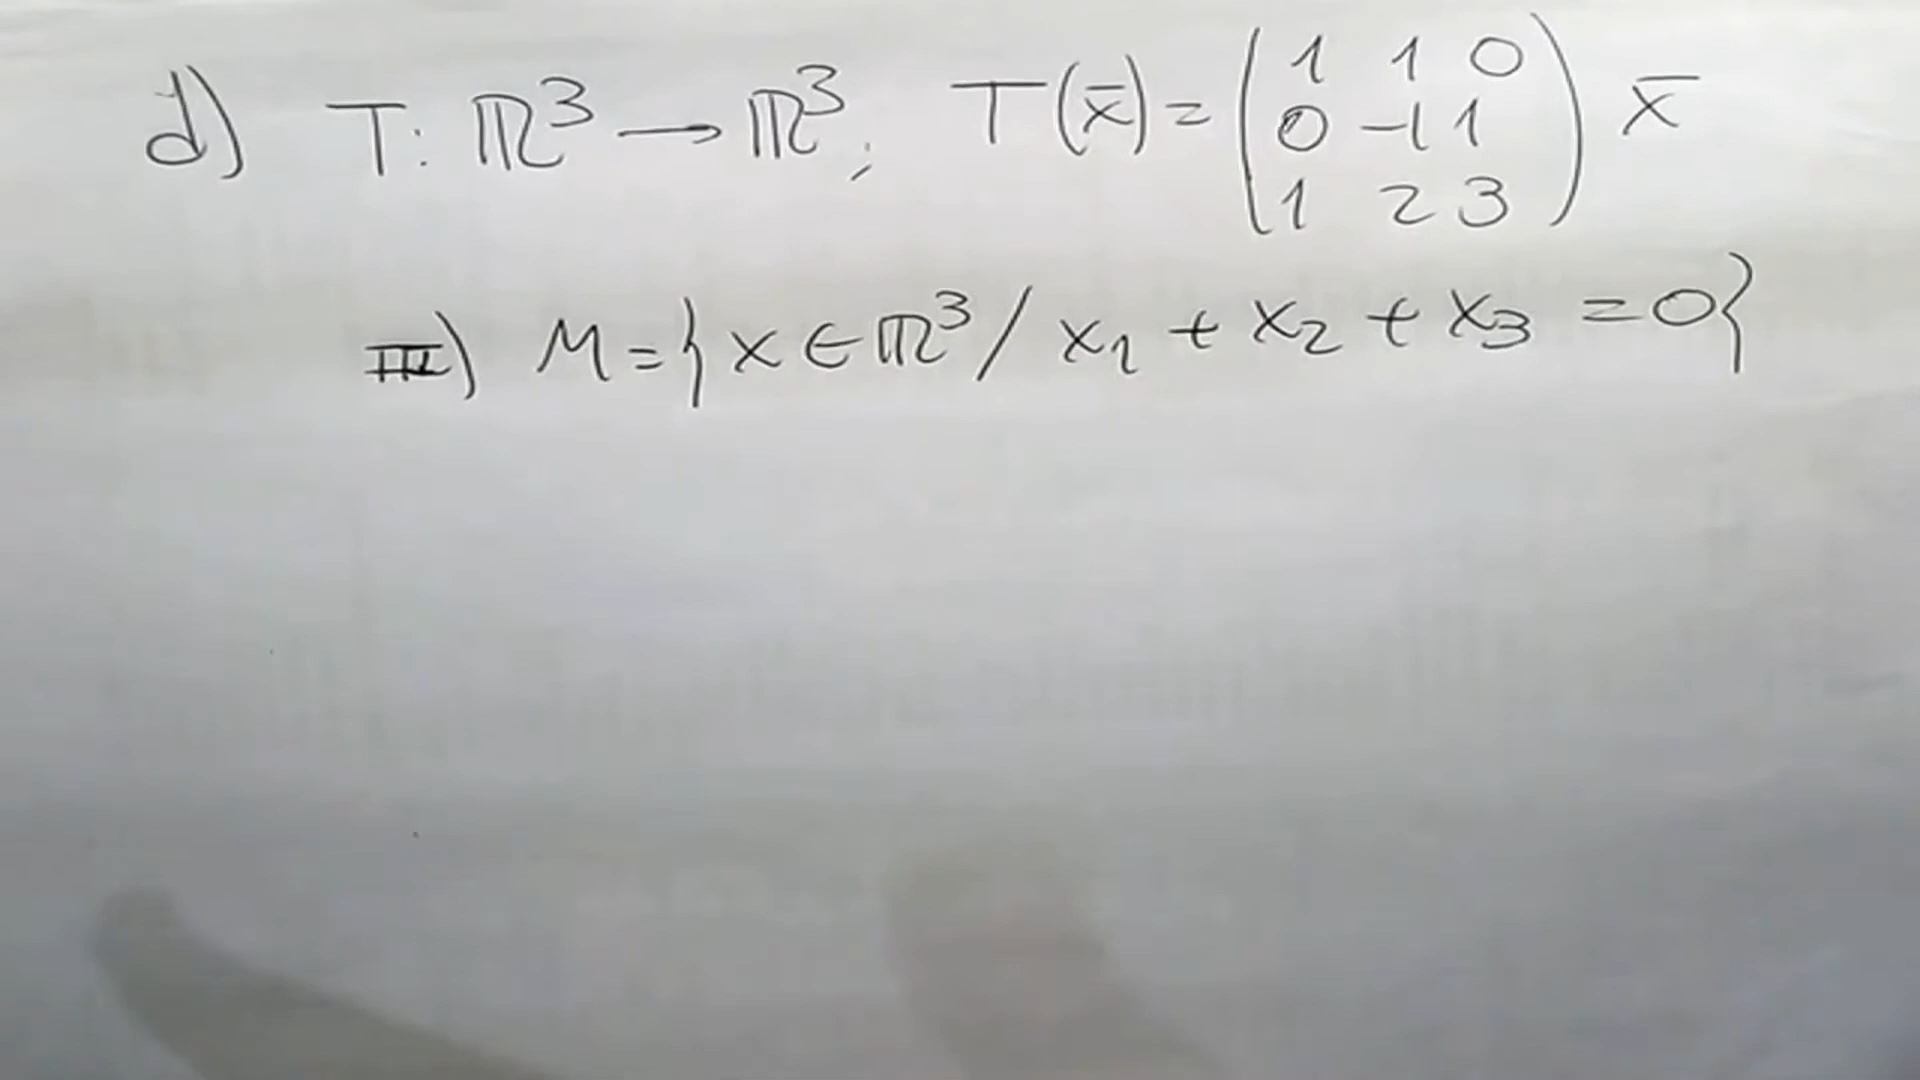 d) T: ℝ³ → ℝ³; T(x̄) = (1 1 0
0 -1 1
1 2 3) x̄
III) M = { x ∈ ℝ³ / x₁ + x₂ + x₃ = 0 }